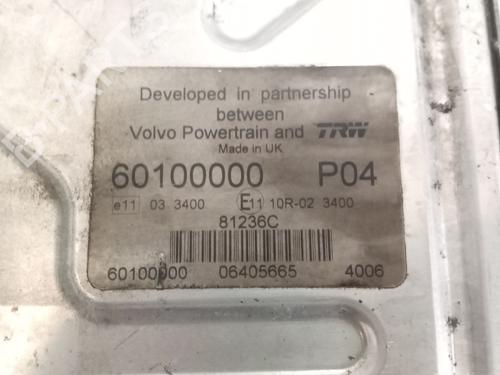 Developed in partnership
between
Volvo Powertrain and TRW
Made in UK
60100000 P04
e11 03 3400 E11 10R-02 3400
81236C
60100000 06405665 4006